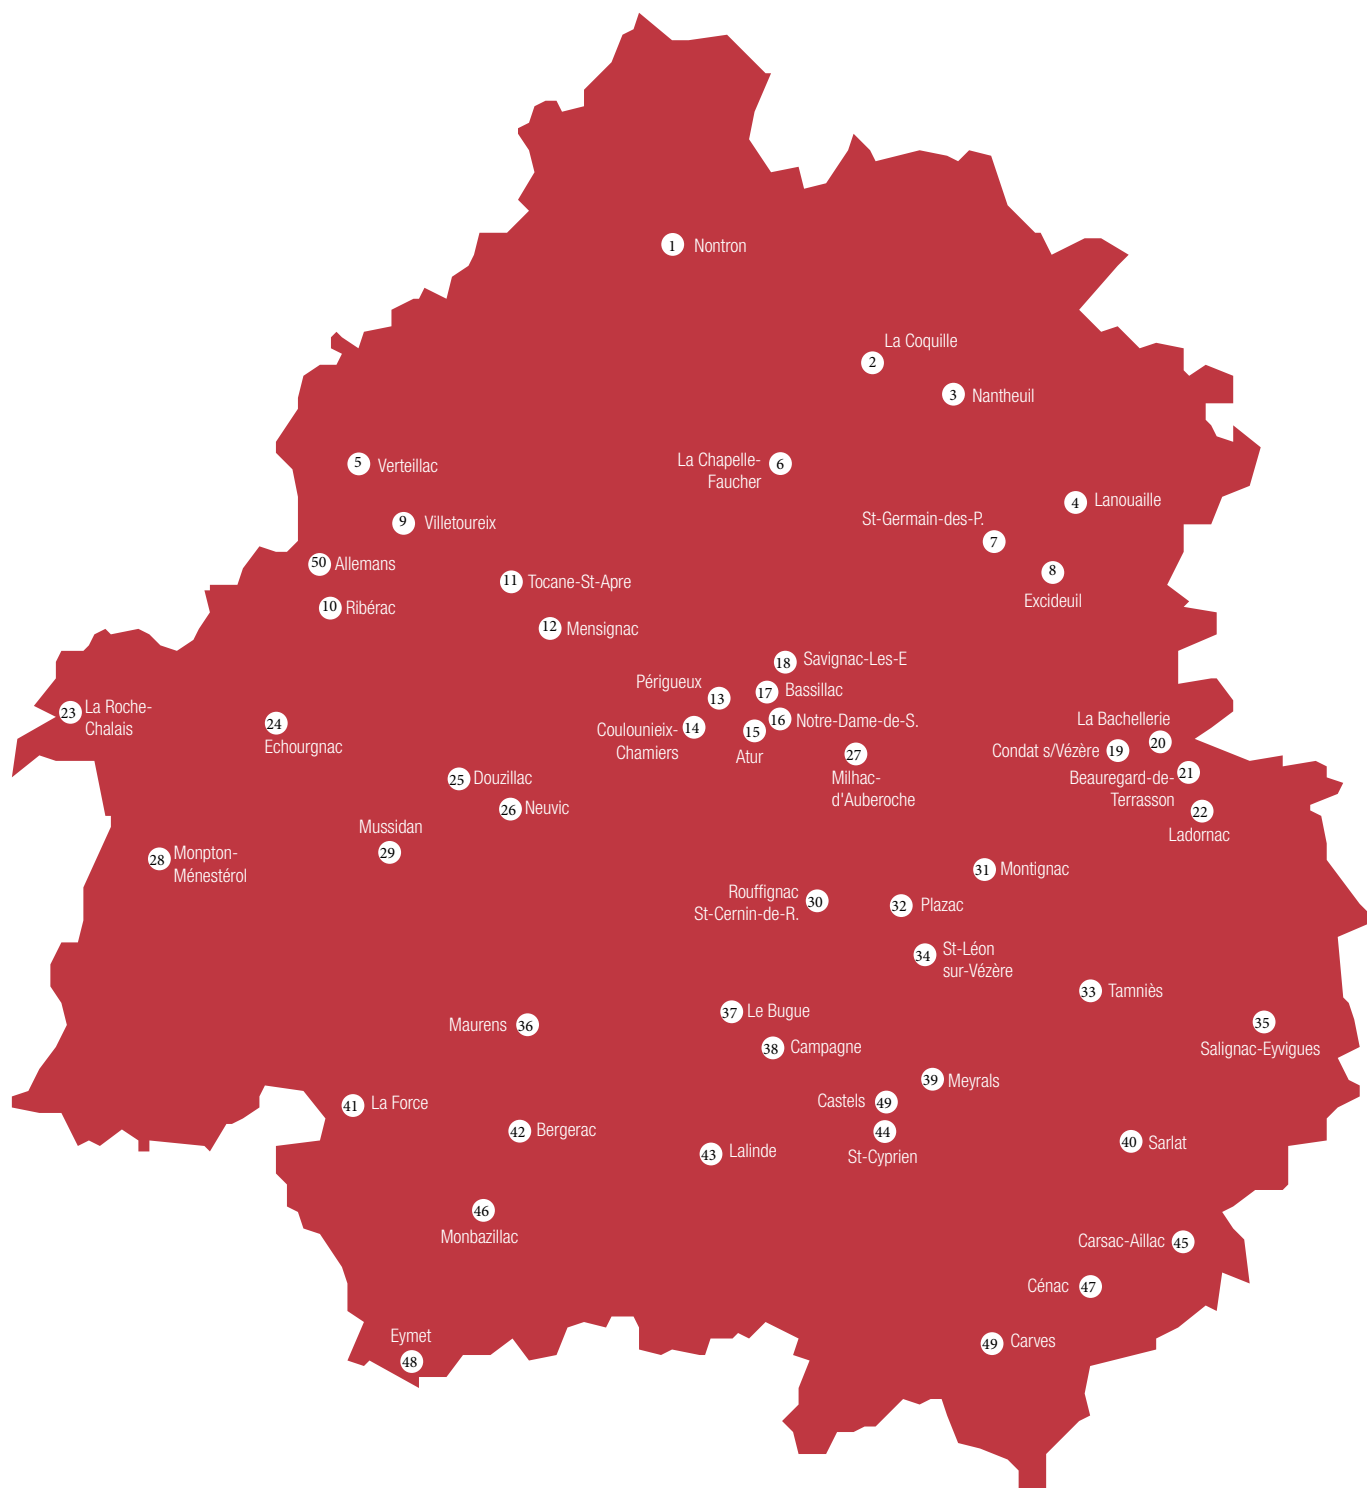 1 Nontron
La Coquille
2
3 Nantheuil
5 Verteillac
La Chapelle-
Faucher
6
4 Lanouaille
9 Villetoureix
St-Germain-des-P.
7
50 Allemans
8
Excideuil
11 Tocane-St-Apre
10 Ribérac
12 Mensignac
18 Savignac-Les-E
Périgueux 13
17 Bassillac
23 La Roche-
Chalais
24
Echourgnac
Coulounieix-
Chamiers
14
15
Atur
16 Notre-Dame-de-S.
27
Milhac-
d'Auberoche
La Bachellerie
20
Condat s/Vézère 19
Beauregard-de-
Terrasson
21
22
Ladornac
25 Douzillac
26 Neuvic
Mussidan
29
28 Monpton-
Ménestérol
31 Montignac
Rouffignac
St-Cernin-de-R.
30
32 Plazac
34 St-Léon
sur-Vézère
33 Tamniès
37 Le Bugue
35
Salignac-Eyvigues
Maurens 36
38 Campagne
39 Meyrals
41 La Force
Castels 49
42 Bergerac
44
St-Cyprien
43 Lalinde
40 Sarlat
46
Monbazillac
Carsac-Aillac 45
Cénac 47
Eymet
48
49 Carves